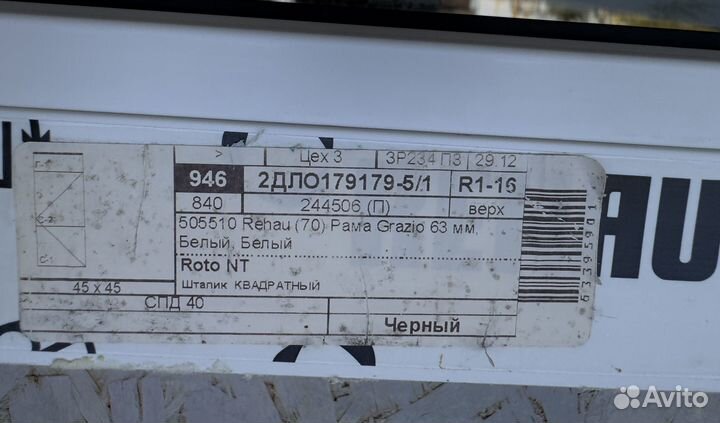 > Цех 3 ЗР234 ПЗ 29.12
946 2ДЛО179179-5/1 R1-16
840 244506 (П) верх
505510 Rehau (70) Рама Grazio 63 мм,
Белый, Белый
Roto NT
Штапик КВАДРАТНЫЙ
45 x 45
СПД 40
Черный
AU
Avito